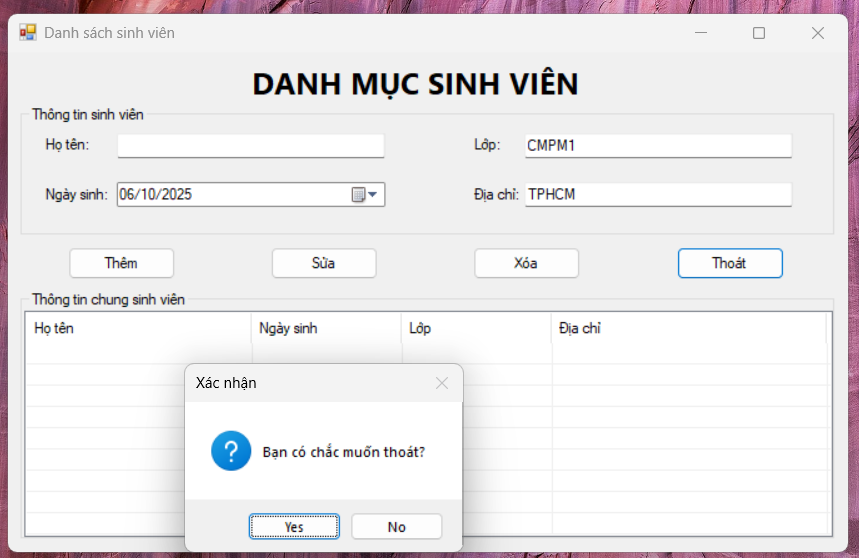 Danh sách sinh viên
DANH MỤC SINH VIÊN
Thông tin sinh viên
Họ tên:
Lớp: CMPM1
Ngày sinh: 06/10/2025
Địa chỉ: TPHCM
Thêm Sửa Xóa Thoát
Thông tin chung sinh viên
Họ tên Ngày sinh Lớp Địa chỉ
Xác nhận
Bạn có chắc muốn thoát?
Yes No